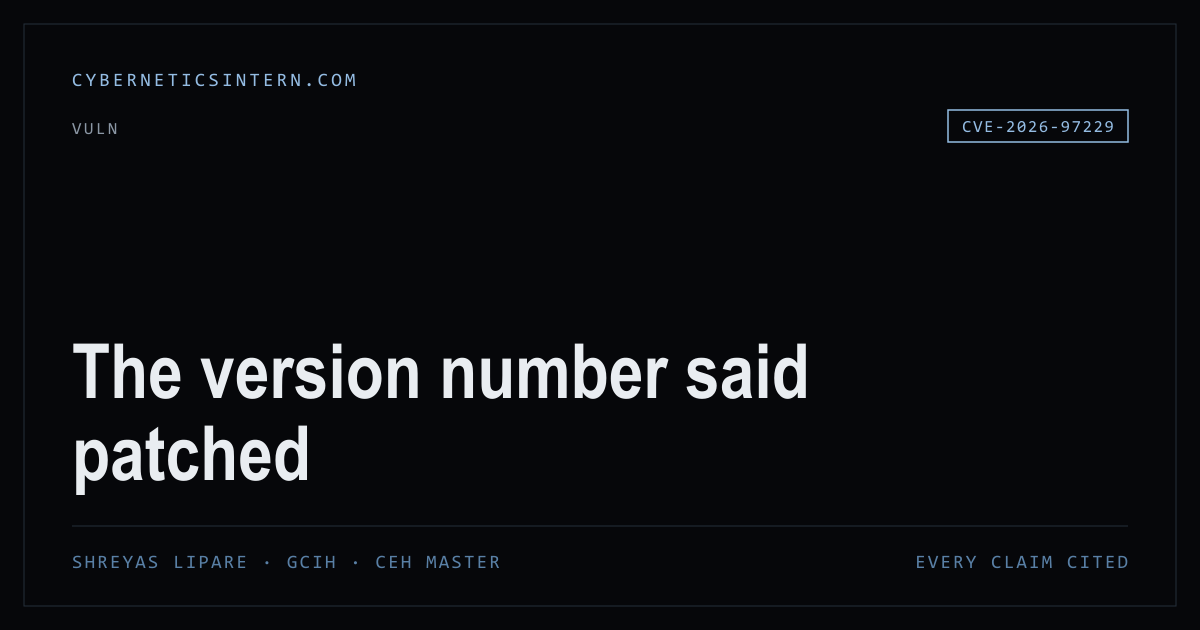 CYBERNETICSINTERN.COM
VULN
CVE-2026-97229
The version number said
patched
SHREYAS LIPARE · GCIH · CEH MASTER
EVERY CLAIM CITED